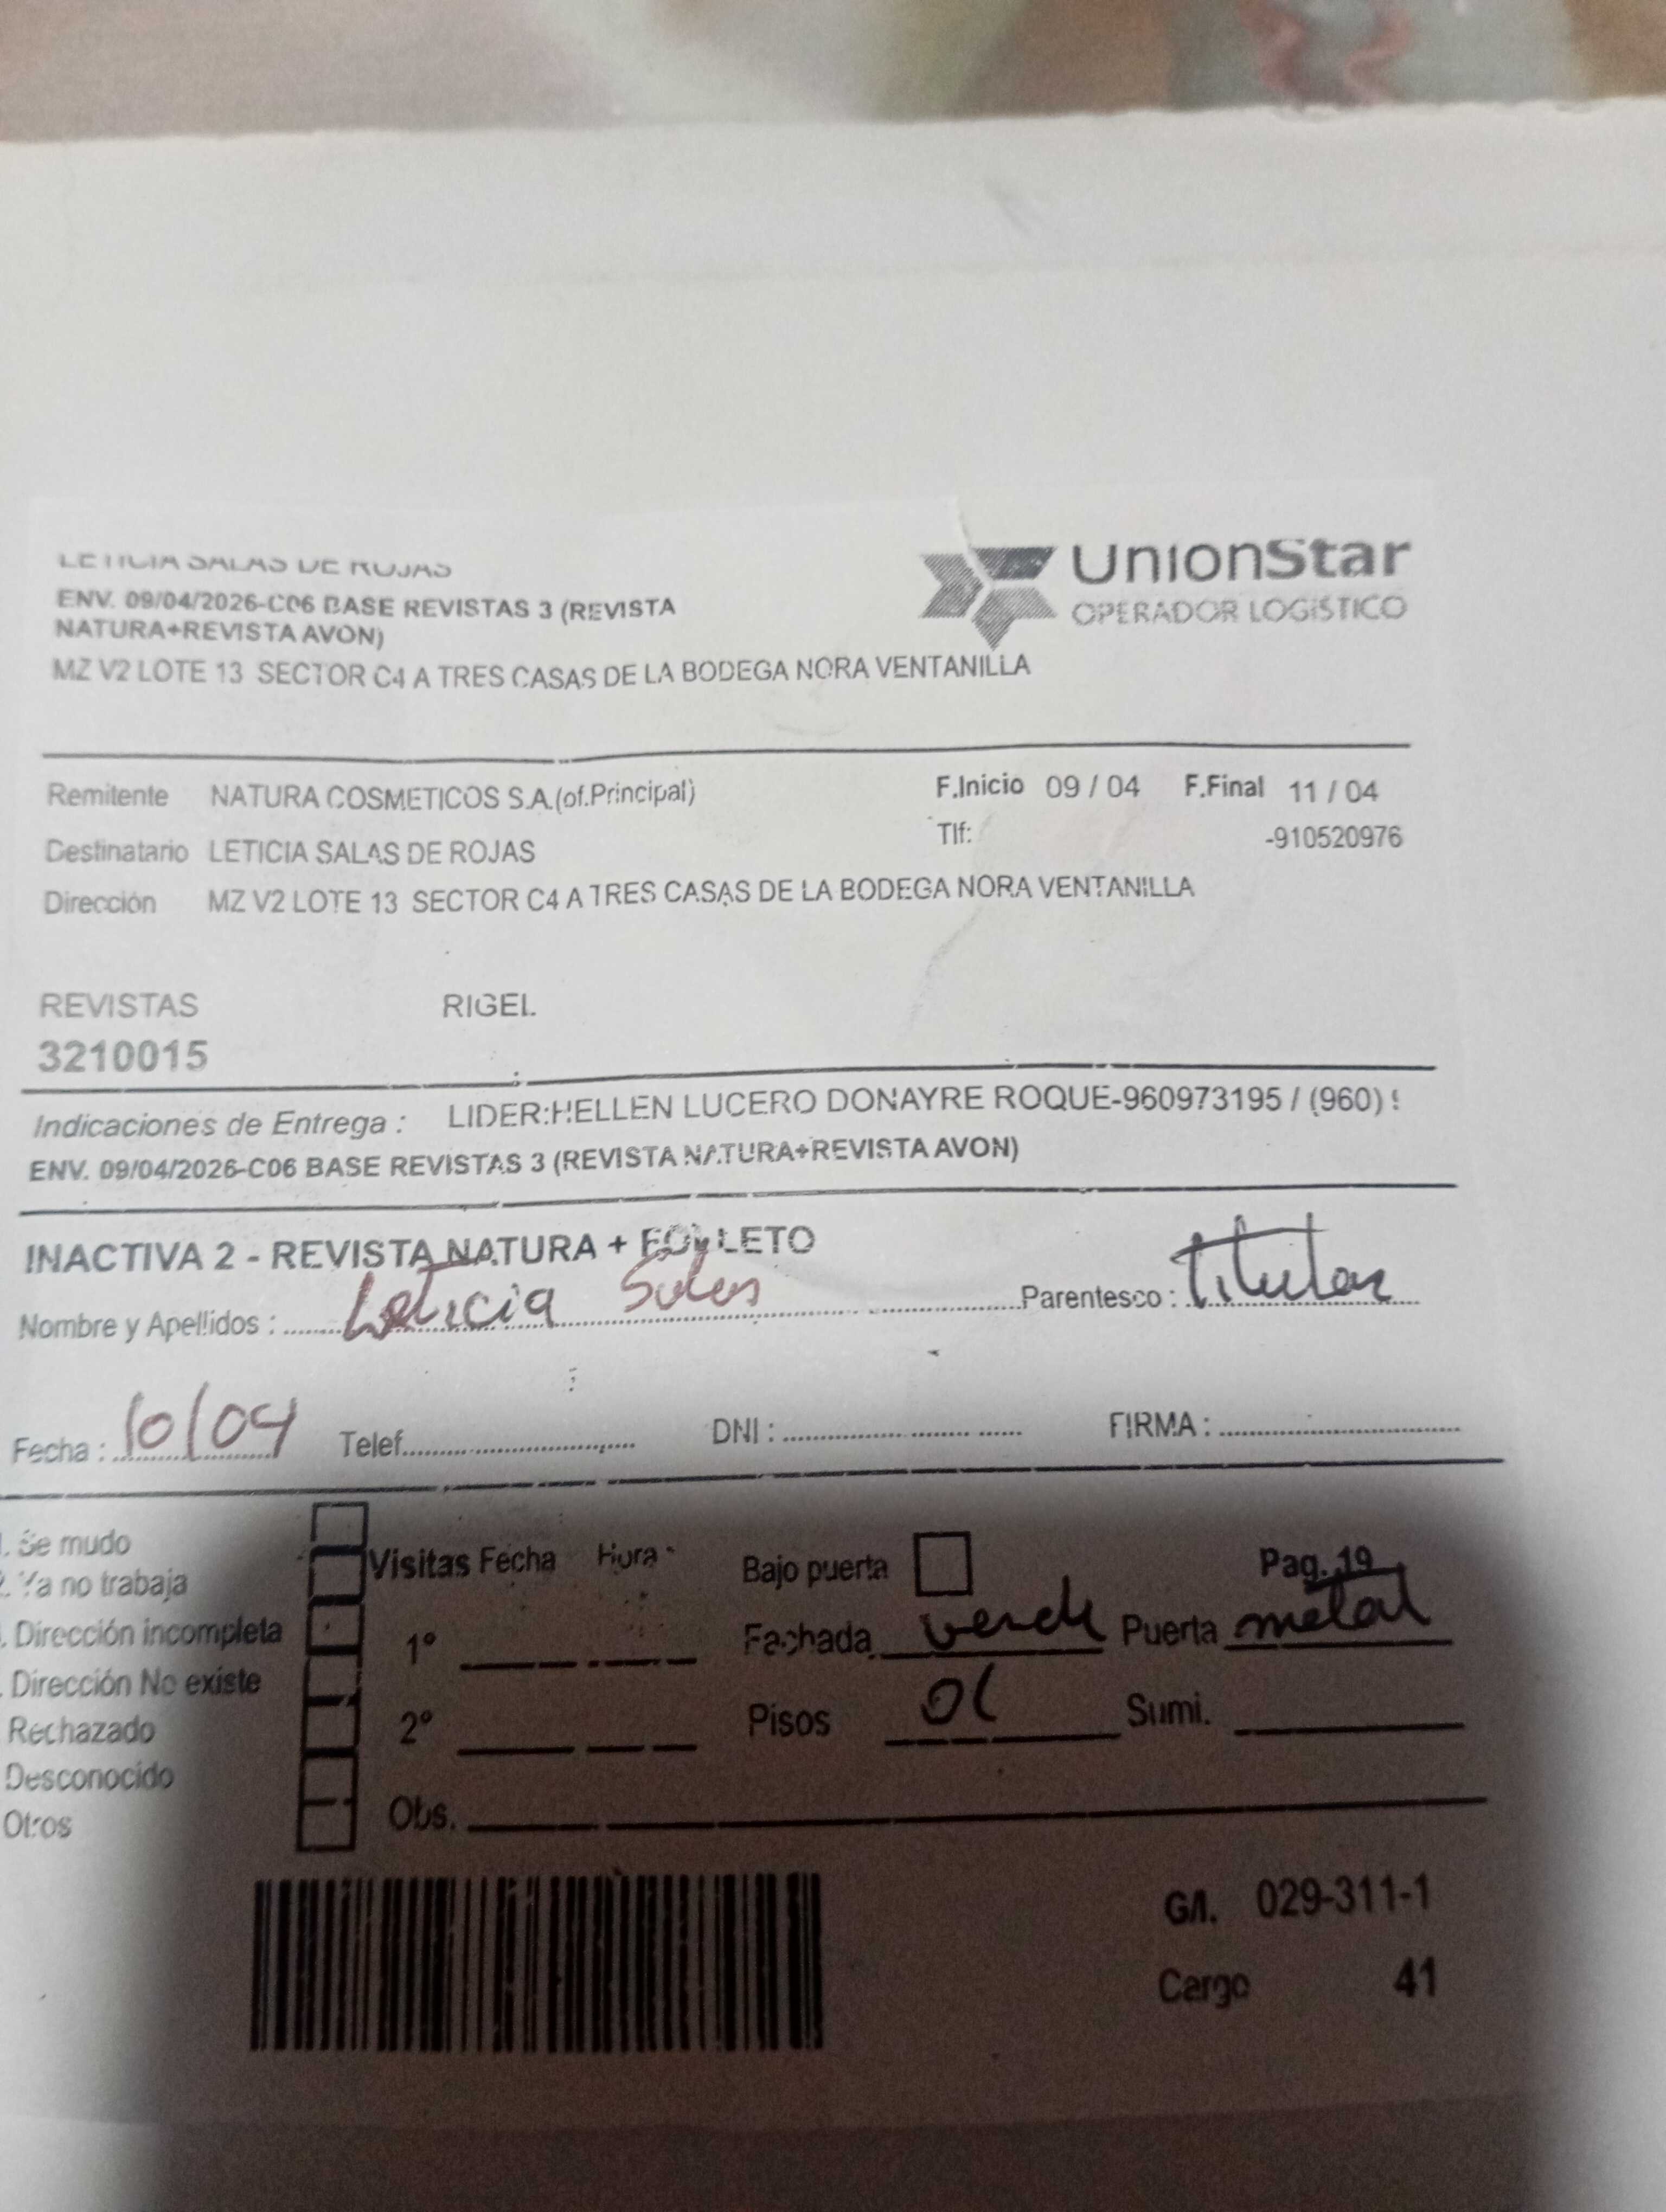 LETICIA SALAS DE ROJAS
ENV. 09/04/2026-C06 BASE REVISTAS 3 (REVISTA
NATURA+REVISTA AVON)
MZ V2 LOTE 13 SECTOR C4 A TRES CASAS DE LA BODEGA NORA VENTANILLA
UnionStar
OPERADOR LOGÍSTICO
Remitente NATURA COSMETICOS S.A.(of.Principal) F.Inicio 09 / 04 F.Final 11 / 04
Destinatario LETICIA SALAS DE ROJAS Tlf: -910520976
Dirección MZ V2 LOTE 13 SECTOR C4 A TRES CASAS DE LA BODEGA NORA VENTANILLA
REVISTAS RIGEL
3210015
Indicaciones de Entrega : LIDER:HELLEN LUCERO DONAYRE ROQUE-960973195 / (960)
ENV. 09/04/2026-C06 BASE REVISTAS 3 (REVISTA NATURA+REVISTA AVON)
INACTIVA 2 - REVISTA NATURA + FOLLETO
Nombre y Apellidos : Leticia Salas Parentesco : Titular
Fecha : 10/04 Telef. DNI : FIRMA :
. Se mudo
. Ya no trabaja
. Dirección incompleta
. Dirección No existe
Rechazado
Desconocido
Otros
Visitas Fecha Hora Bajo puerta Pag. 19
1º Fachada verde Puerta metal
2º Pisos 01 Sumi.
Obs.
G/I. 029-311-1
Cargo 41